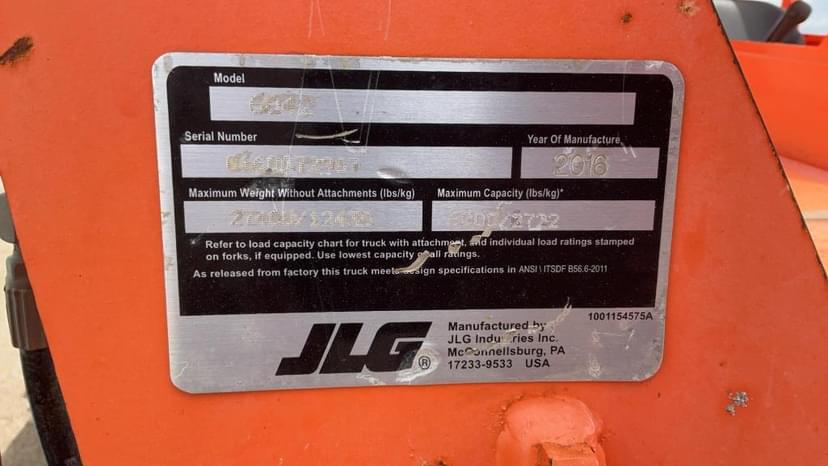 Model
Serial Number
Year Of Manufacture
2016
Maximum Weight Without Attachments (lbs/kg)
Maximum Capacity (lbs/kg)*
Refer to load capacity chart for truck with attachment, and individual load ratings stamped
on forks, if equipped. Use lowest capacity of all ratings.
As released from factory this truck meets design specifications in ANSI \ ITSDF B56.6-2011
1001154575A
JLG®
Manufactured by
JLG Industries Inc.
McConnellsburg, PA
17233-9533 USA